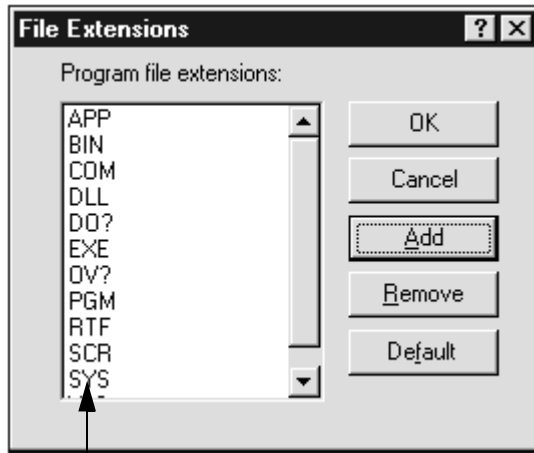 File Extensions
Program file extensions:
APP
BIN
COM
DLL
DO?
EXE
OV?
PGM
RTF
SCR
SYS
OK
Cancel
Add
Remove
Default